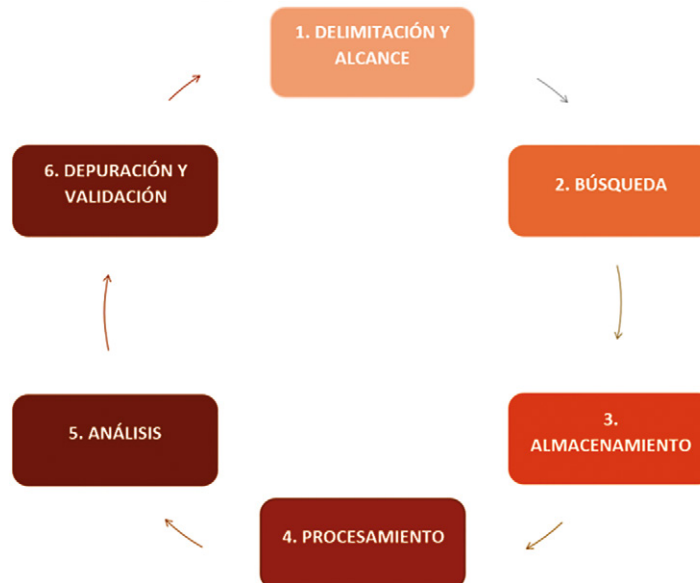 1. DELIMITACIÓN Y
ALCANCE
2. BÚSQUEDA
3.
ALMACENAMIENTO
4. PROCESAMIENTO
5. ANÁLISIS
6. DEPURACIÓN Y
VALIDACIÓN